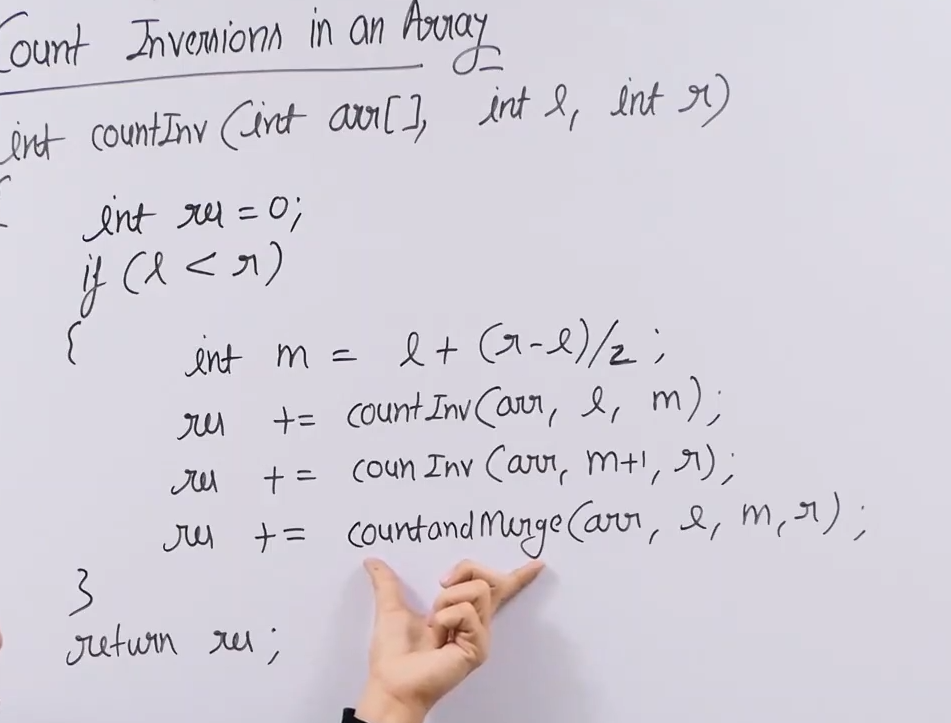 Count Inversions in an Array
int countInv (int arr[], int l, int r)
{
int res = 0;
if (l < r)
{
int m = l + (r-l)/2;
res += countInv(arr, l, m);
res += counInv (arr, m+1, r);
res += countandMerge(arr, l, m, r);
}
return res;